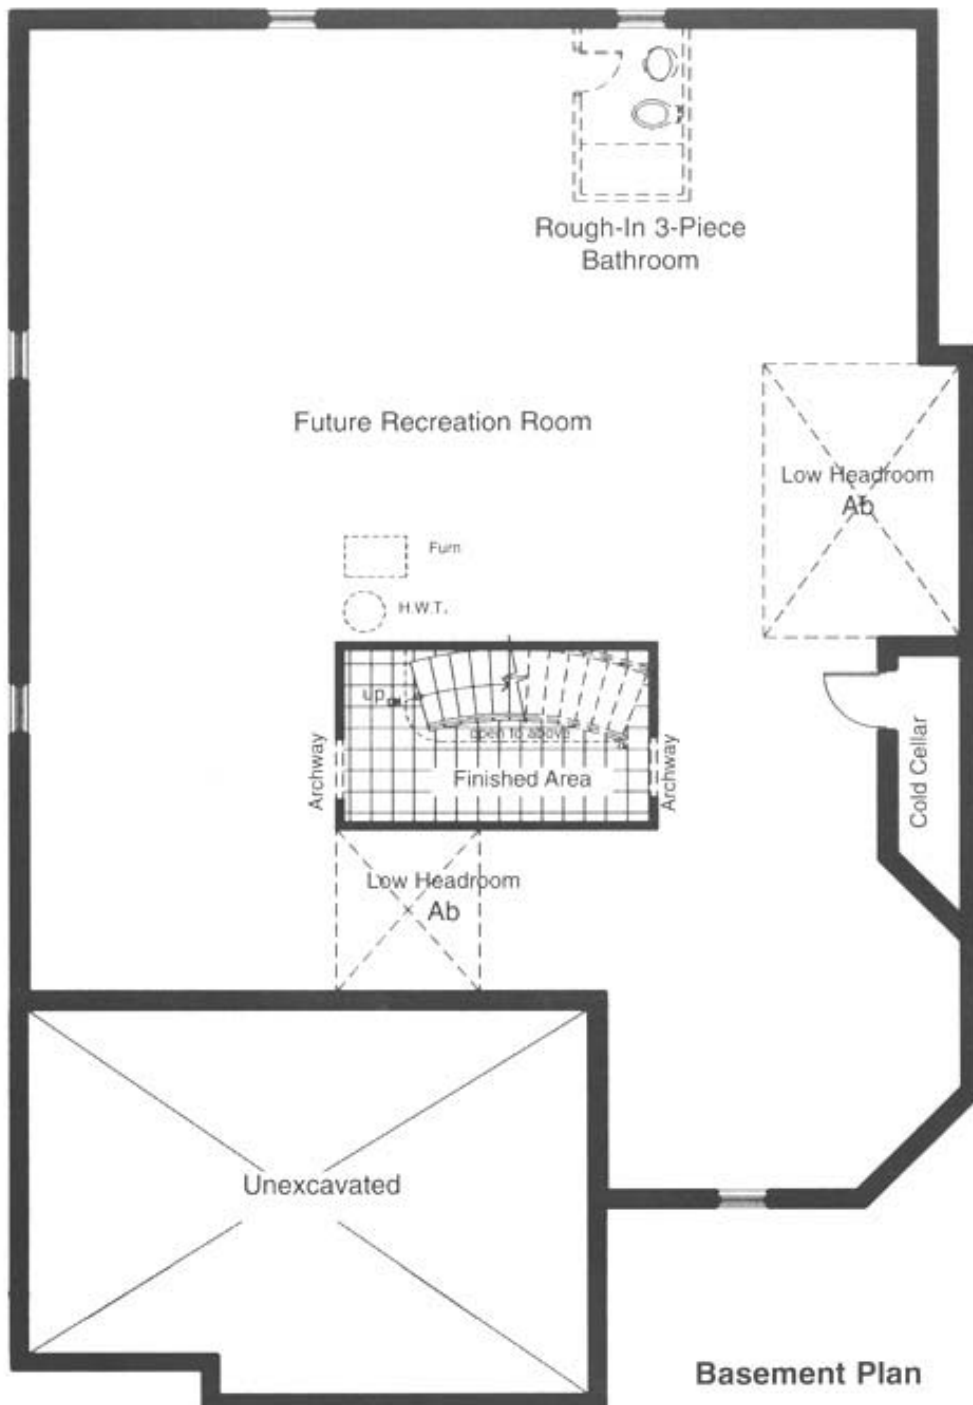 Rough-In 3-Piece
Bathroom
Future Recreation Room
Low Headroom
Ab
Furn
H.W.T.
up
open to above
Archway
Finished Area
Archway
Cold Cellar
Low Headroom
Ab
Unexcavated
Basement Plan